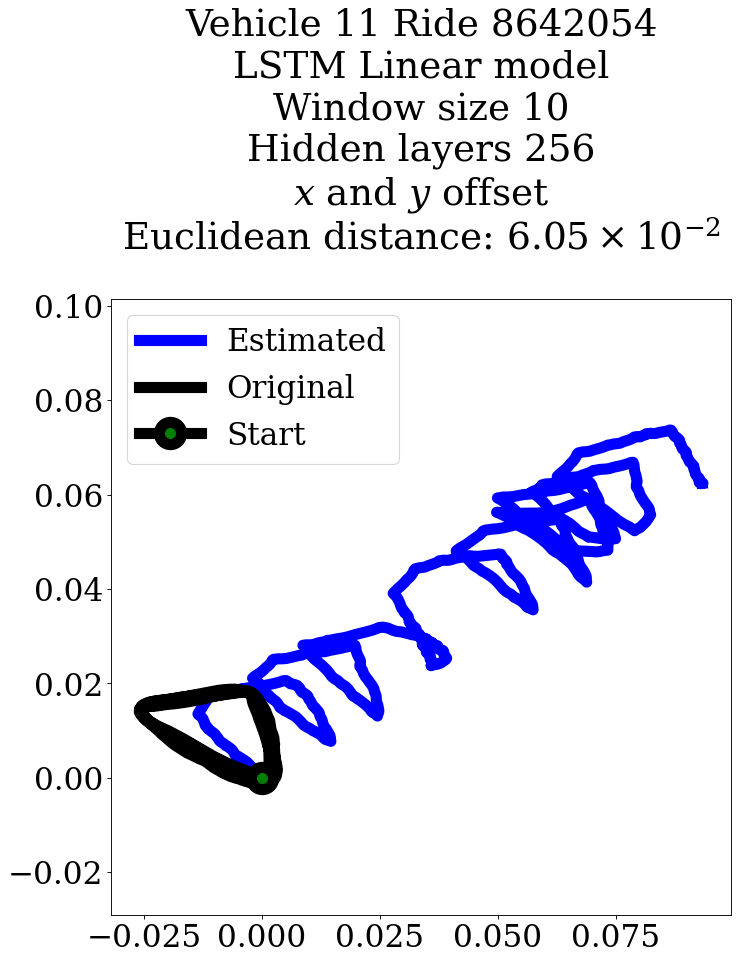 Vehicle 11 Ride 8642054
LSTM Linear model
Window size 10
Hidden layers 256
x and y offset
Euclidean distance: 6.05 × 10⁻²
0.10
0.08
0.06
0.04
0.02
0.00
−0.02
Estimated
Original
Start
−0.025 0.000 0.025 0.050 0.075